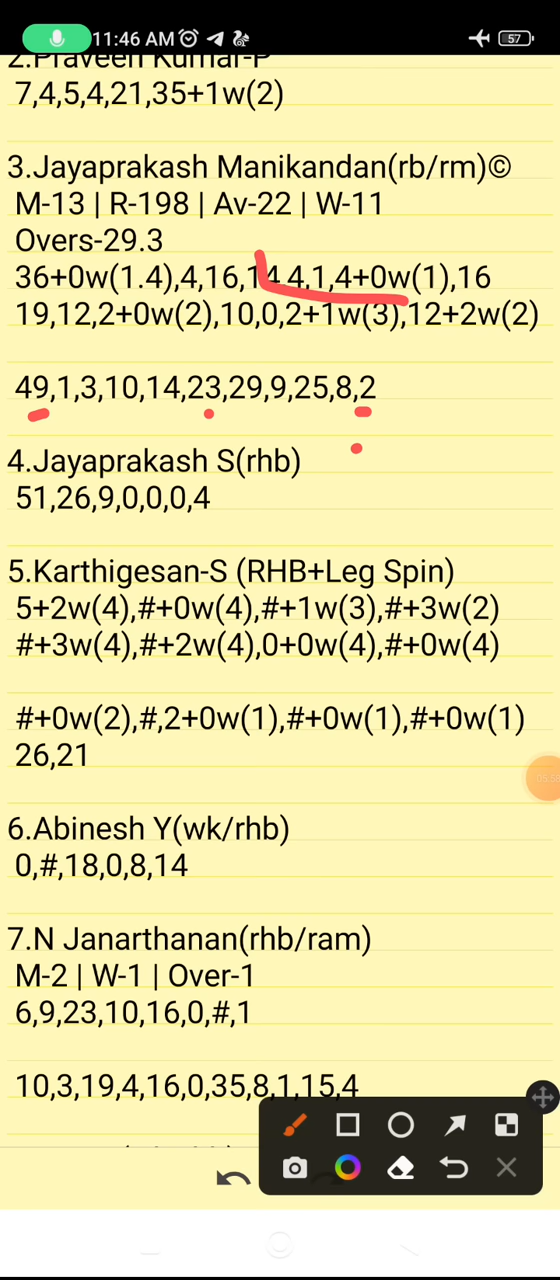 11:46 AM
57
2.Praveen Kumar-P
7,4,5,4,21,35+1w(2)
3.Jayaprakash Manikandan(rb/rm)©
M-13 | R-198 | Av-22 | W-11
Overs-29.3
36+0w(1.4),4,16,14,4,1,4+0w(1),16
19,12,2+0w(2),10,0,2+1w(3),12+2w(2)
49,1,3,10,14,23,29,9,25,8,2
4.Jayaprakash S(rhb)
51,26,9,0,0,0,4
5.Karthigesan-S (RHB+Leg Spin)
5+2w(4),#+0w(4),#+1w(3),#+3w(2)
#+3w(4),#+2w(4),0+0w(4),#+0w(4)
#+0w(2),#,2+0w(1),#+0w(1),#+0w(1)
26,21
6.Abinesh Y(wk/rhb)
0,#,18,0,8,14
7.N Janarthanan(rhb/ram)
M-2 | W-1 | Over-1
6,9,23,10,16,0,#,1
10,3,19,4,16,0,35,8,1,15,4